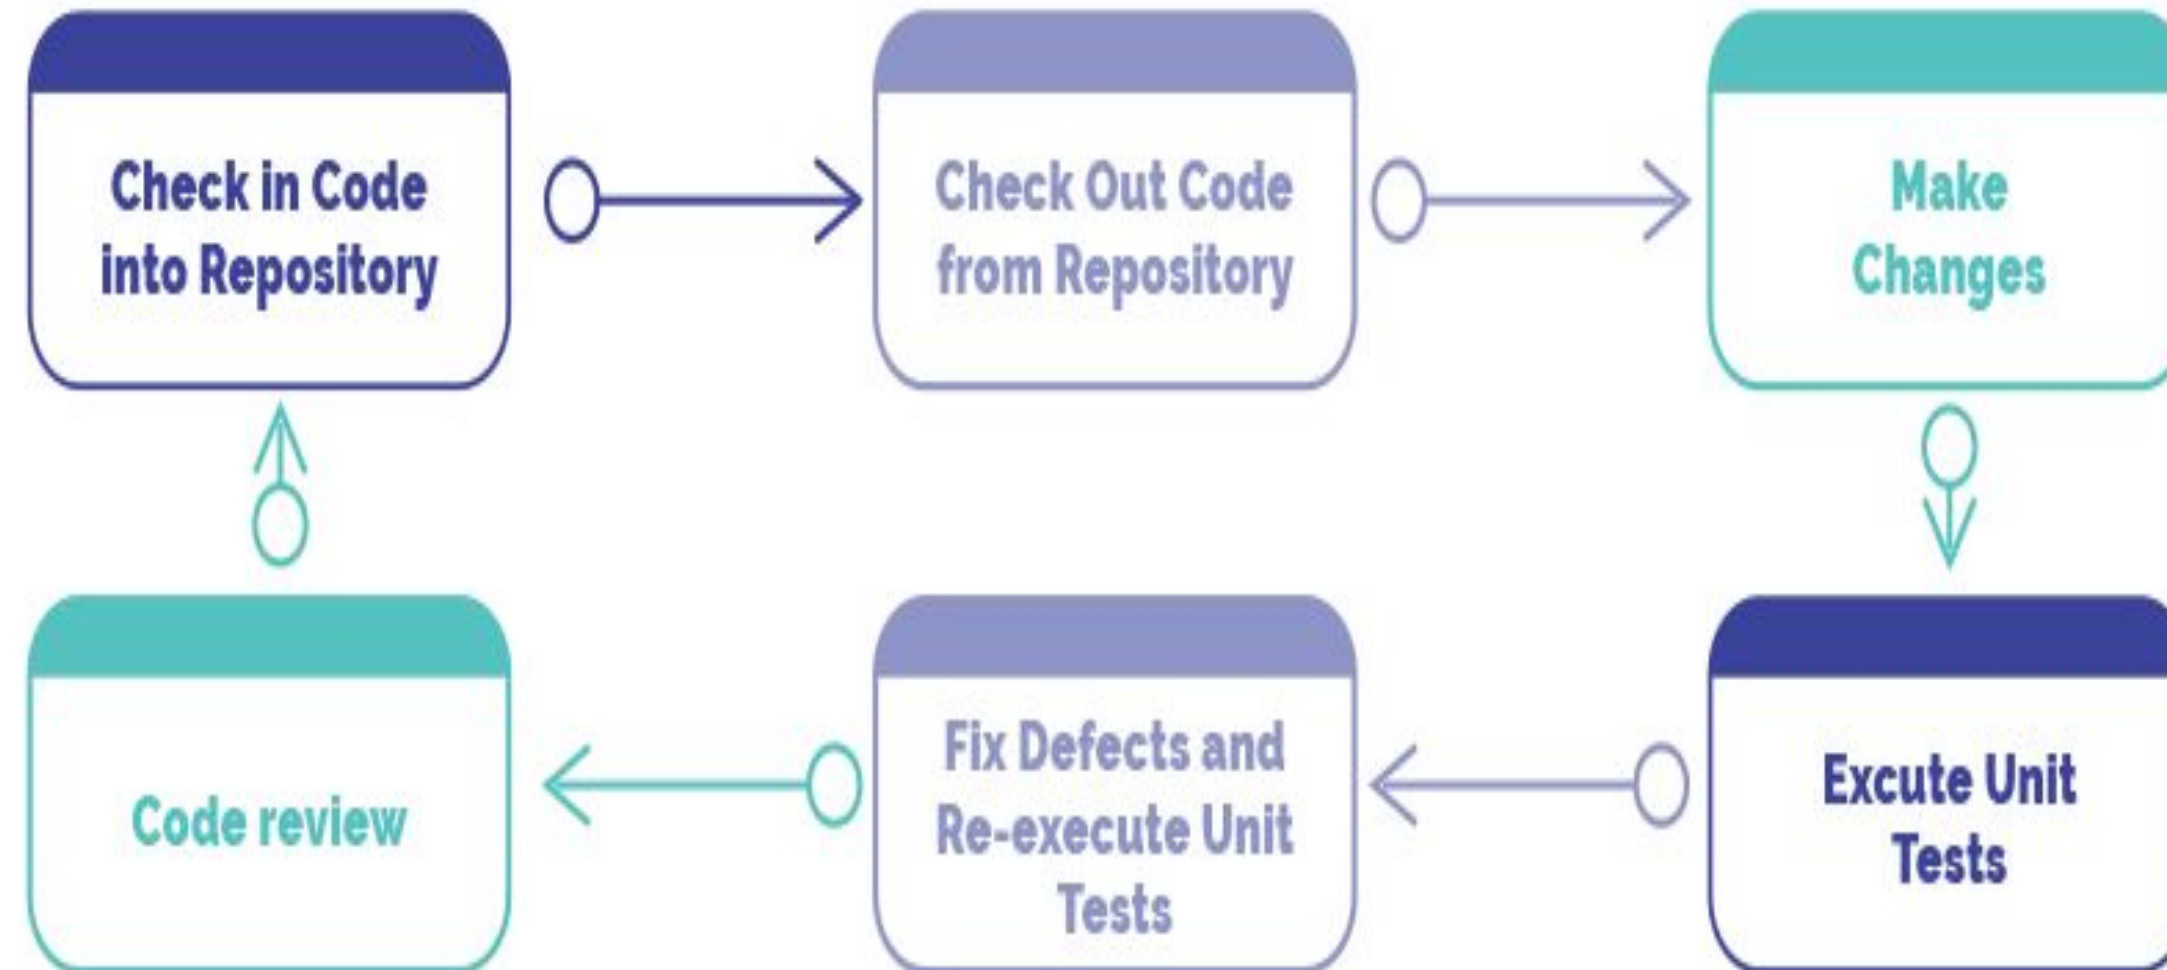 Check in Code
into Repository
Check Out Code
from Repository
Make
Changes
Code review
Fix Defects and
Re-execute Unit
Tests
Excute Unit
Tests